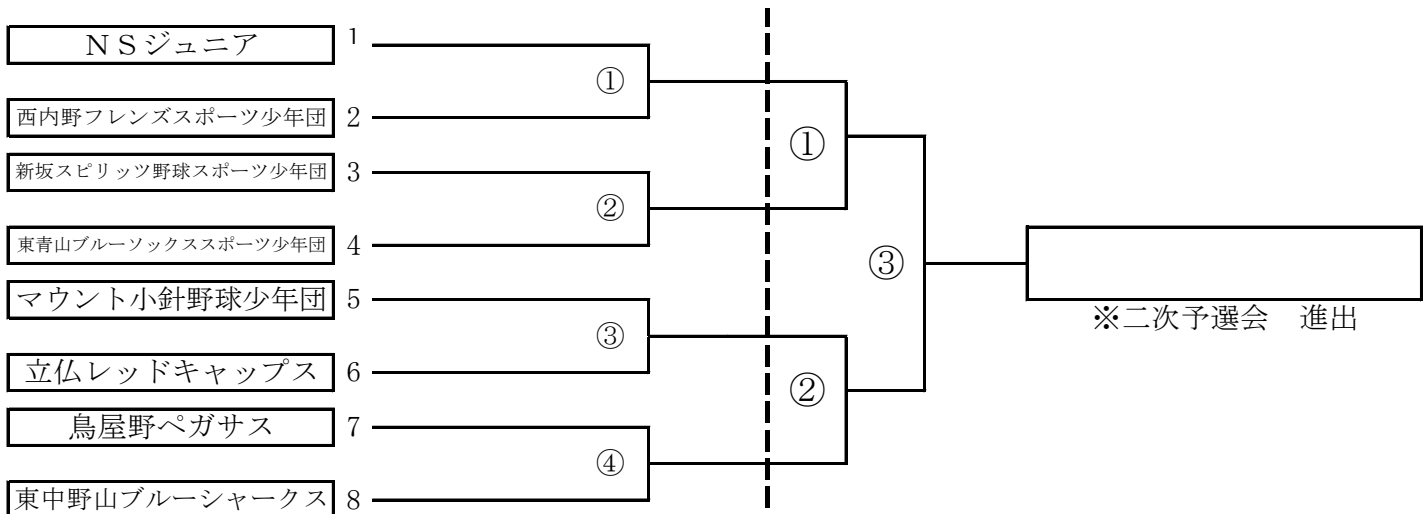 ＮＳジュニア 1
①
西内野フレンズスポーツ少年団 2
①
新坂スピリッツ野球スポーツ少年団 3
②
東青山ブルーソックススポーツ少年団 4
③
マウント小針野球少年団 5
※二次予選会　進出
③
立仏レッドキャップス 6
②
鳥屋野ペガサス 7
④
東中野山ブルーシャークス 8